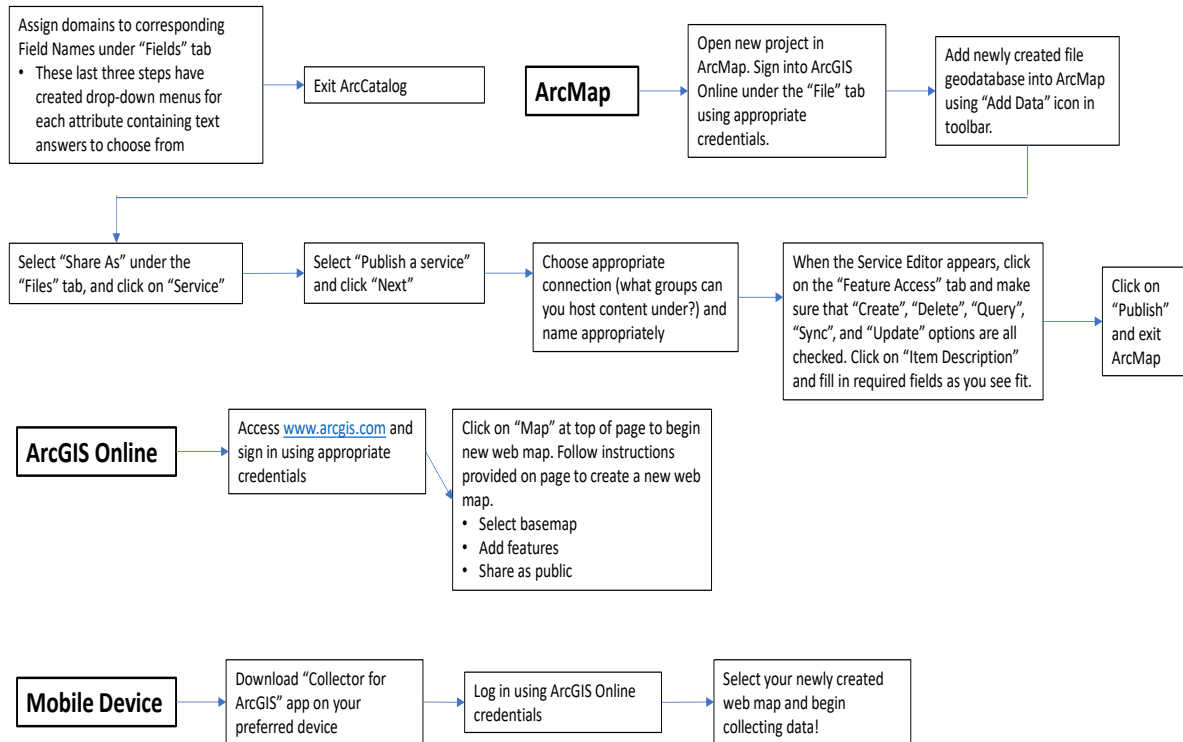 Assign domains to corresponding
Field Names under “Fields” tab
• These last three steps have
created drop-down menus for
each attribute containing text
answers to choose from
Exit ArcCatalog
ArcMap
Open new project in
ArcMap. Sign into ArcGIS
Online under the “File” tab
using appropriate
credentials.
Add newly created file
geodatabase into ArcMap
using “Add Data” icon in
toolbar.
Select “Share As” under the
“Files” tab, and click on “Service”
Select “Publish a service”
and click “Next”
Choose appropriate
connection (what groups can
you host content under?) and
name appropriately
When the Service Editor appears, click
on the “Feature Access” tab and make
sure that “Create”, “Delete”, “Query”,
“Sync”, and “Update” options are all
checked. Click on “Item Description”
and fill in required fields as you see fit.
Click on
“Publish”
and exit
ArcMap
ArcGIS Online
Access www.arcgis.com and
sign in using appropriate
credentials
Click on “Map” at top of page to begin
new web map. Follow instructions
provided on page to create a new web
map.
• Select basemap
• Add features
• Share as public
Mobile Device
Download “Collector for
ArcGIS” app on your
preferred device
Log in using ArcGIS Online
credentials
Select your newly created
web map and begin
collecting data!